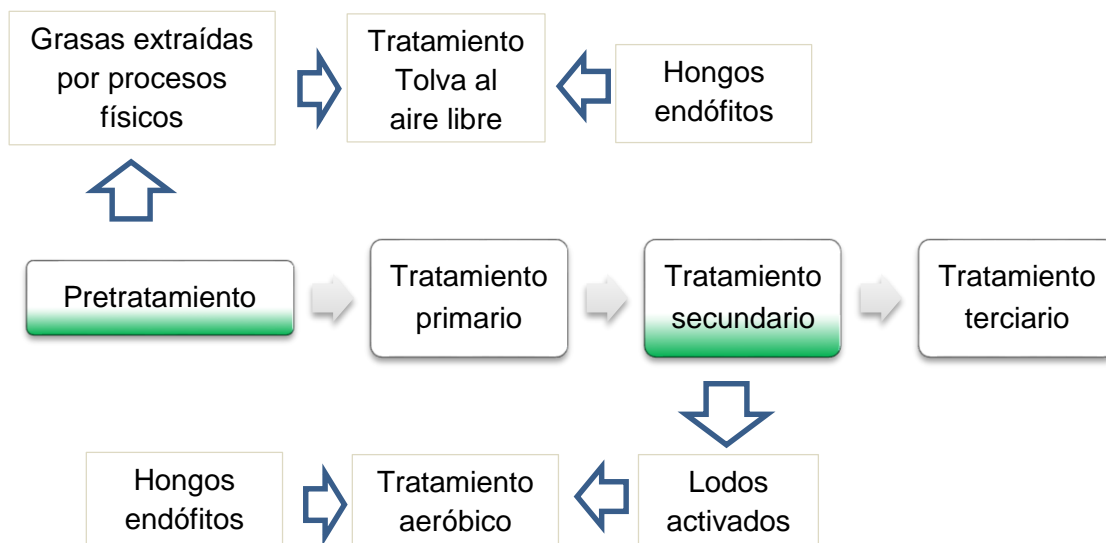 Grasas extraídas
por procesos
físicos
Tratamiento
Tolva al
aire libre
Hongos
endófitos
Pretratamiento
Tratamiento
primario
Tratamiento
secundario
Tratamiento
terciario
Hongos
endófitos
Tratamiento
aeróbico
Lodos
activados